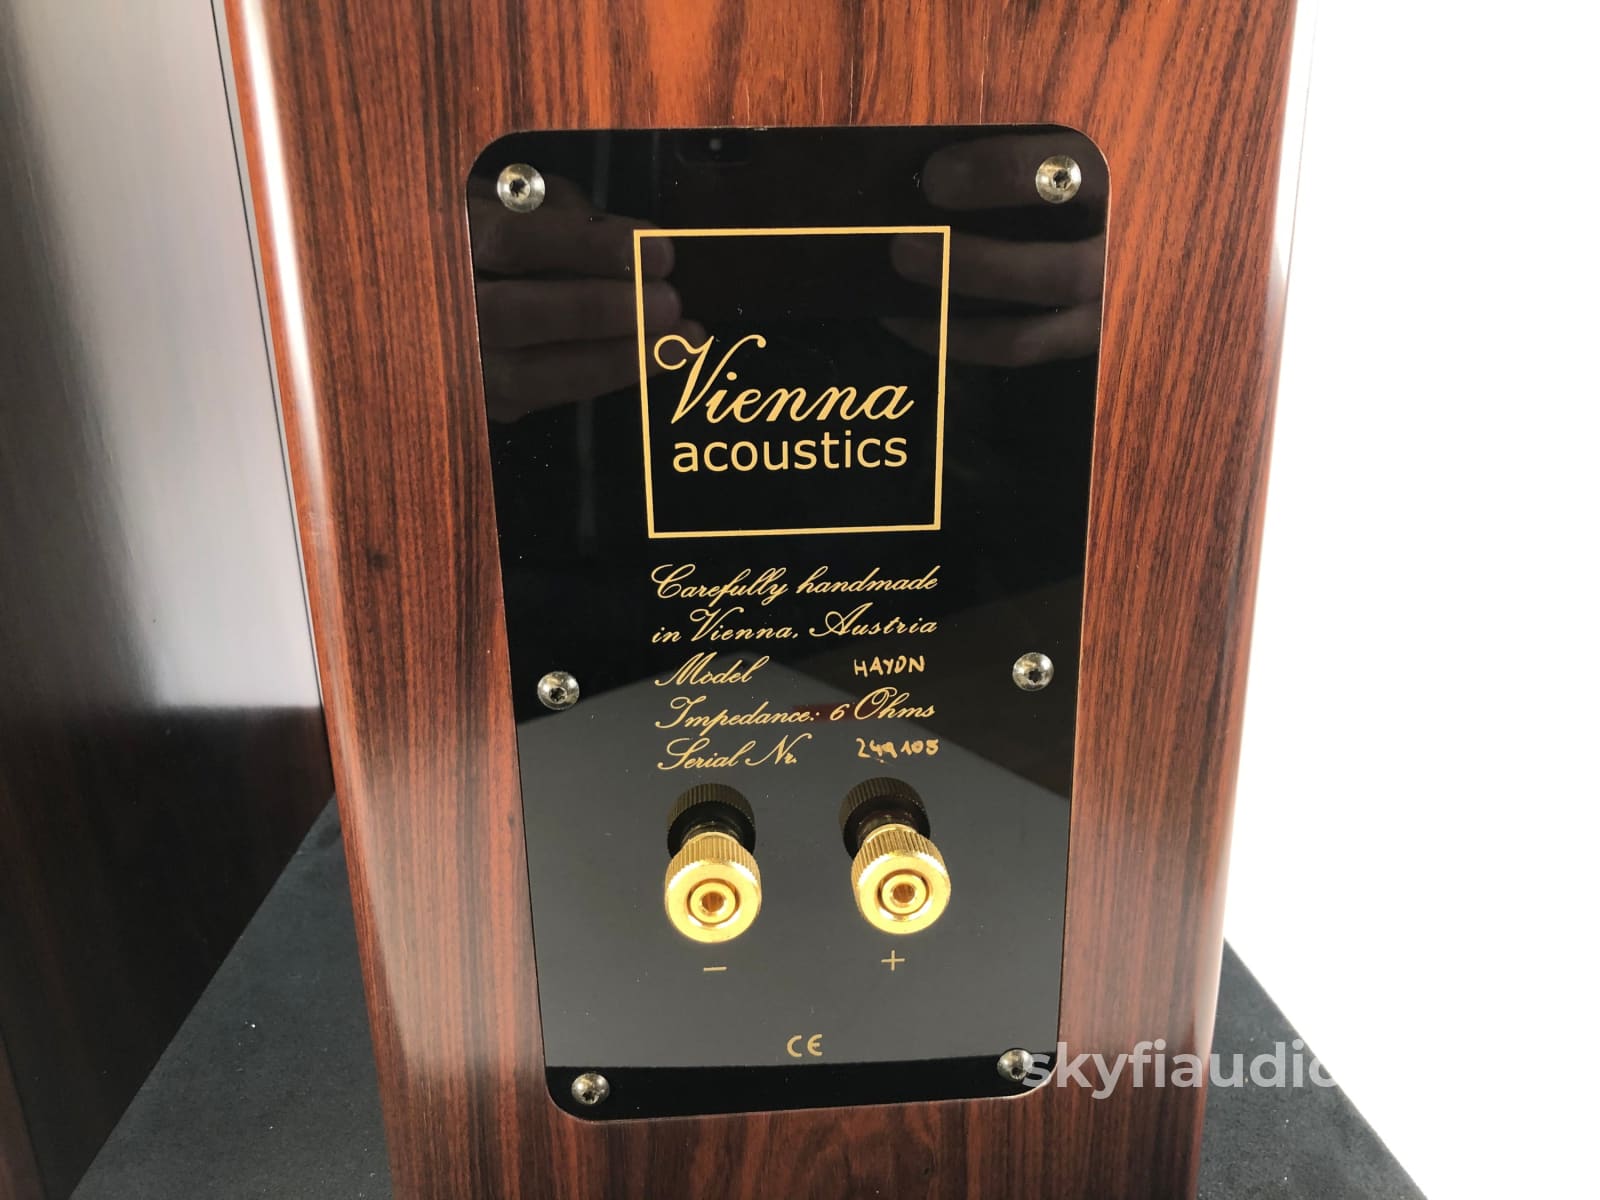 Vienna
acoustics
Carefully handmade
in Vienna, Austria
Model HAYDN
Impedance: 6 Ohms
Serial Nr. 249105
- +
CE
skyfiaudio